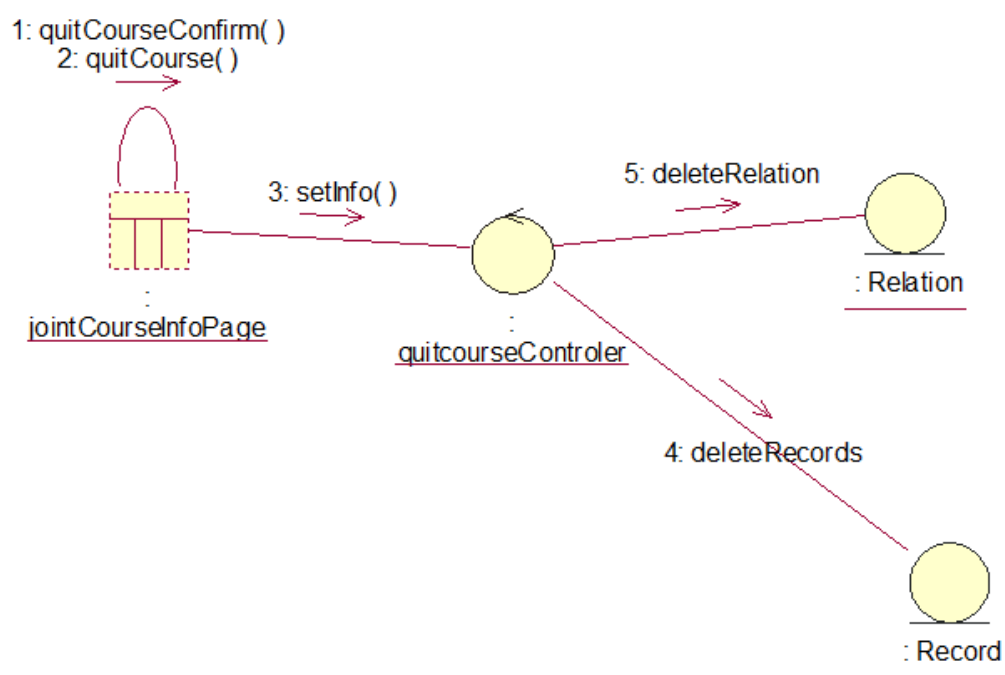 1: quitCourseConfirm( )
2: quitCourse( )
3: setInfo( )
5: deleteRelation
: Relation
:
jointCourseInfoPage
:
quitcourseControler
4: deleteRecords
: Record